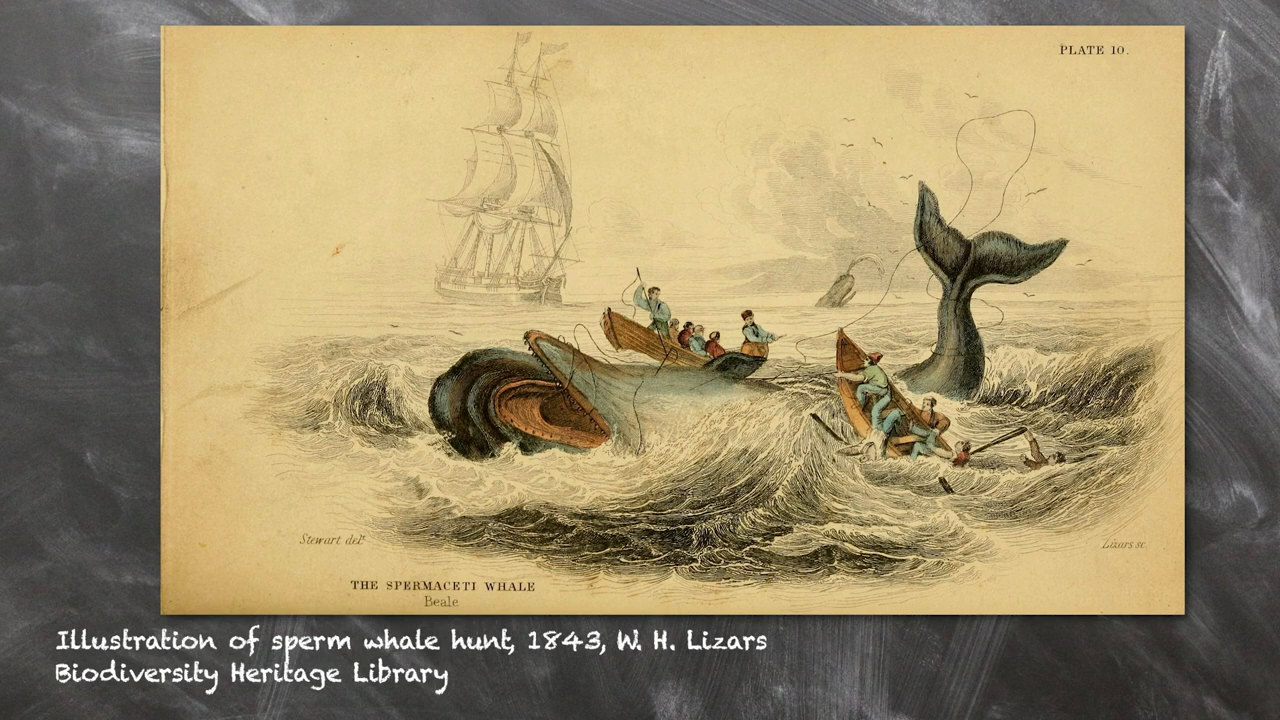 PLATE 10.
Stewart delt
Lizars sc.
THE SPERMACETI WHALE
Beale
Illustration of sperm whale hunt, 1843, W. H. Lizars
Biodiversity Heritage Library